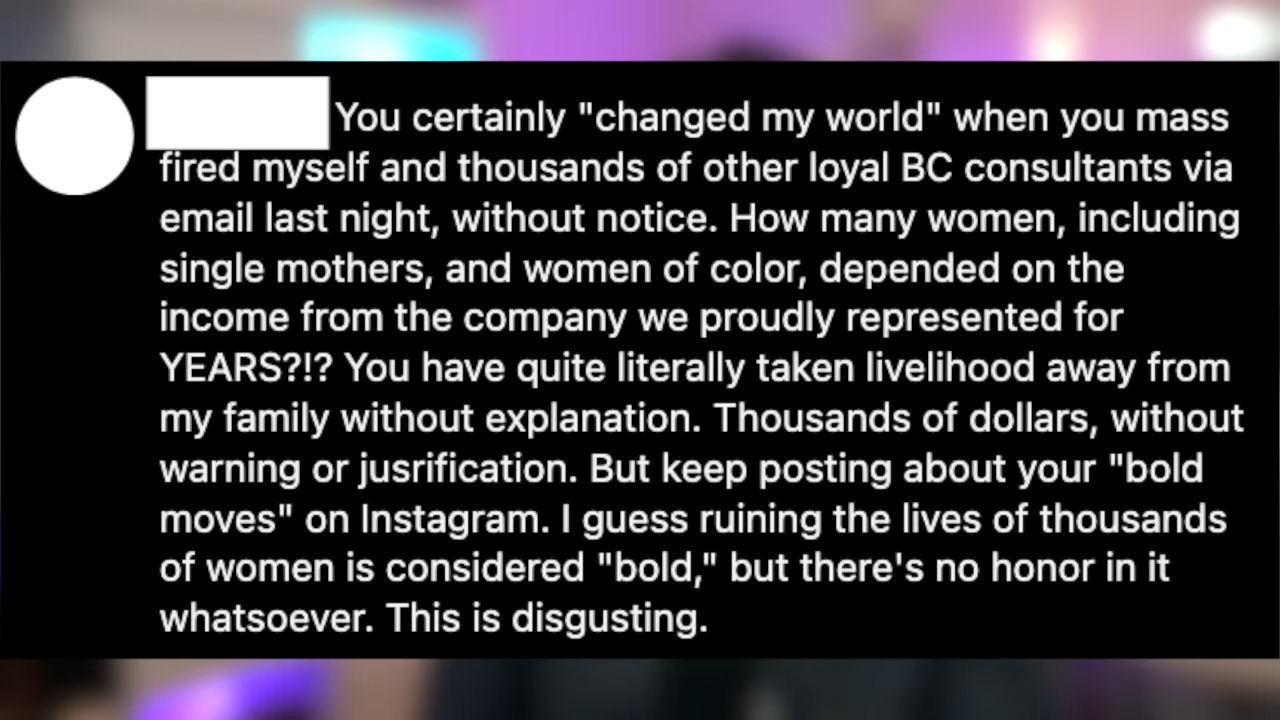 You certainly "changed my world" when you mass
fired myself and thousands of other loyal BC consultants via
email last night, without notice. How many women, including
single mothers, and women of color, depended on the
income from the company we proudly represented for
YEARS?!? You have quite literally taken livelihood away from
my family without explanation. Thousands of dollars, without
warning or jusrification. But keep posting about your "bold
moves" on Instagram. I guess ruining the lives of thousands
of women is considered "bold," but there's no honor in it
whatsoever. This is disgusting.